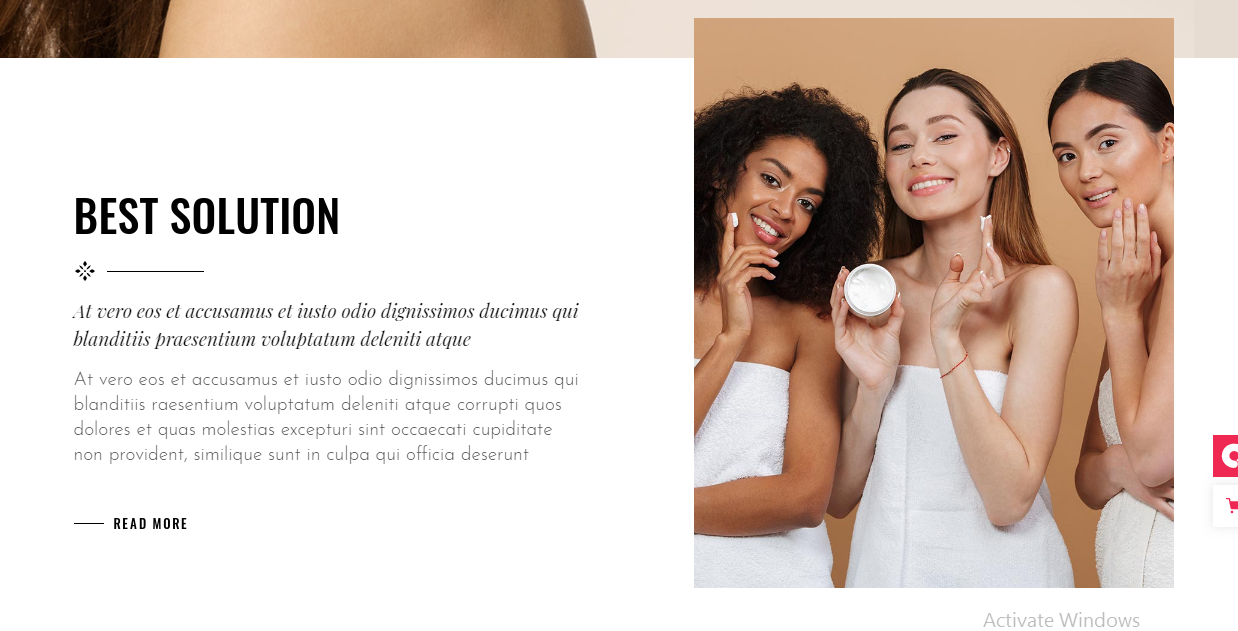 BEST SOLUTION
At vero eos et accusamus et iusto odio dignissimos ducimus qui
blanditiis praesentium voluptatum deleniti atque
At vero eos et accusamus et iusto odio dignissimos ducimus qui
blanditiis raesentium voluptatum deleniti atque corrupti quos
dolores et quas molestias excepturi sint occaecati cupiditate
non provident, similique sunt in culpa qui officia deserunt
READ MORE
Activate Windows